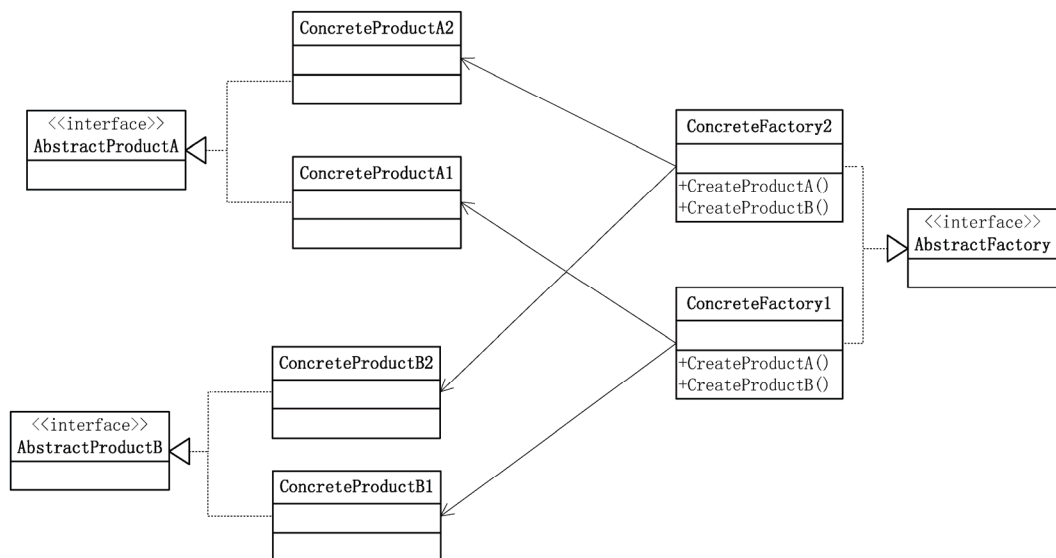 ConcreteProductA2
<<interface>>
AbstractProductA
ConcreteProductA1
ConcreteFactory2
+CreateProductA()
+CreateProductB()
<<interface>>
AbstractFactory
ConcreteFactory1
+CreateProductA()
+CreateProductB()
ConcreteProductB2
<<interface>>
AbstractProductB
ConcreteProductB1